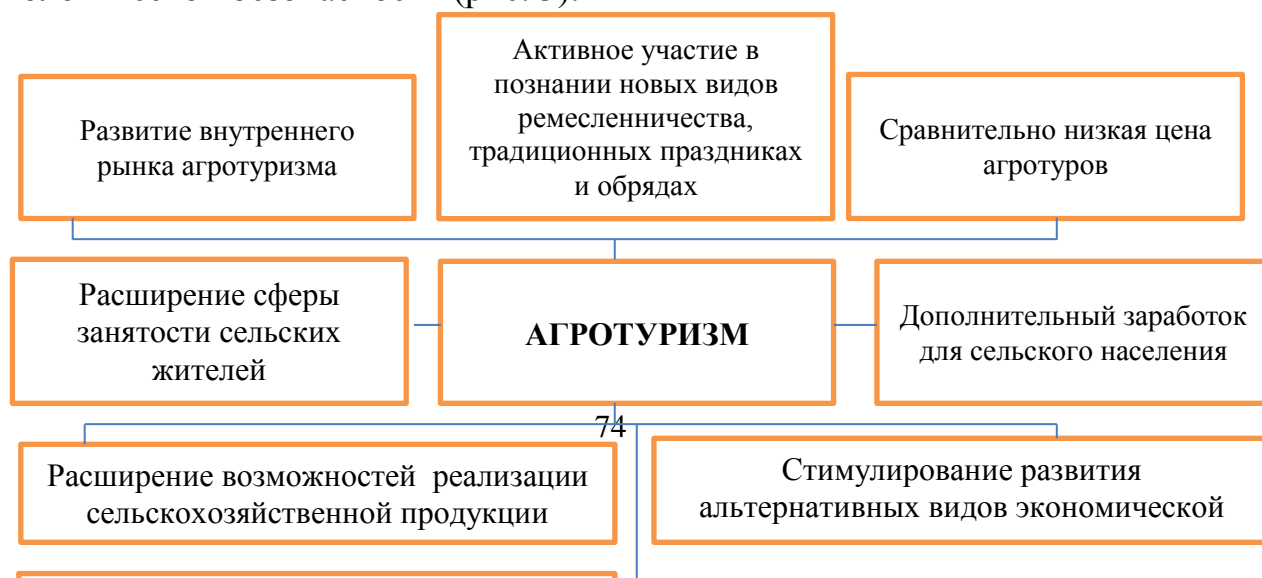 (рис. 3).
Активное участие в
познании новых видов
ремесленничества,
традиционных праздниках
и обрядах
Развитие внутреннего
рынка агротуризма
Сравнительно низкая цена
агротуров
Расширение сферы
занятости сельских
жителей
АГРОТУРИЗМ
Дополнительный заработок
для сельского населения
74
Расширение возможностей реализации
сельскохозяйственной продукции
Стимулирование развития
альтернативных видов экономической